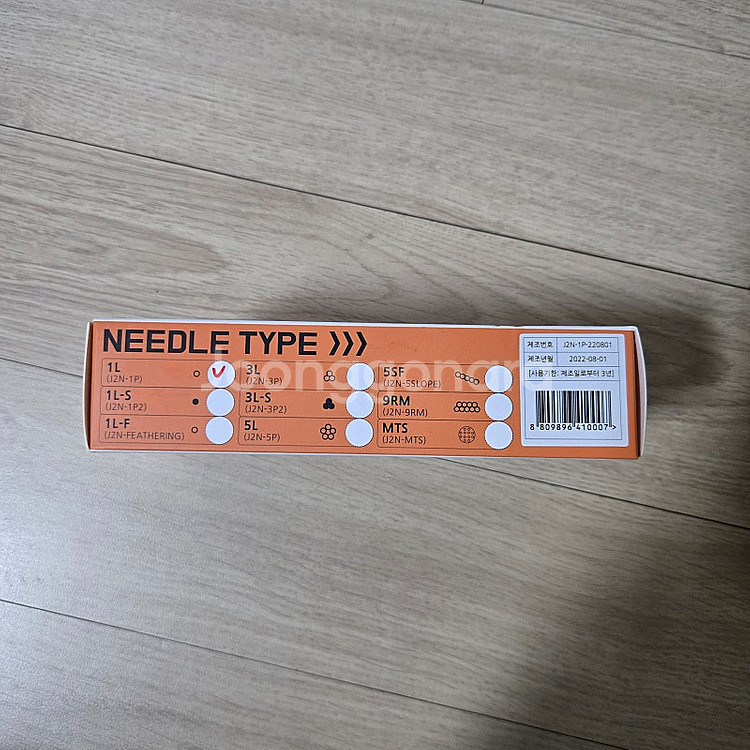 NEEDLE TYPE
1L
(J2N-1P)
1L-S
(J2N-1P2)
1L-F
(J2N-FEATHERING)
3L
(J2N-3P)
3L-S
(J2N-3P2)
5L
(J2N-5P)
5SF
(J2N-5SLOPE)
9RM
(J2N-9RM)
MTS
(J2N-MTS)
제조번호 J2N-1P-220801
제조년월 2022-08-01
[사용기한: 제조일로부터 3년]
8 809896 410007>
Joonggonara